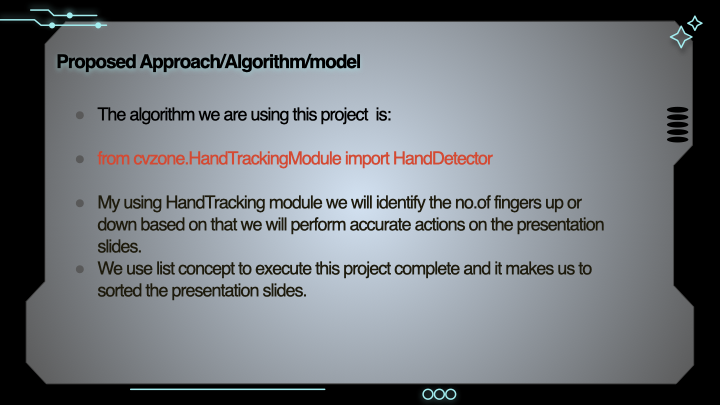 Proposed Approach/Algorithm/model
The algorithm we are using this project is:
from cvzone.HandTrackingModule import HandDetector
My using HandTracking module we will identify the no.of fingers up or
down based on that we will perform accurate actions on the presentation
slides.
We use list concept to execute this project complete and it makes us to
sorted the presentation slides.